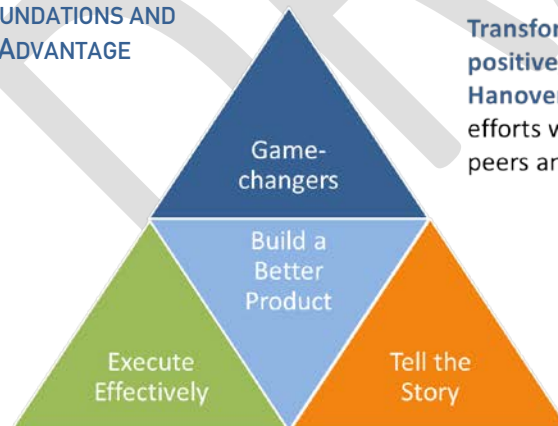 UNDATIONS AND
ADVANTAGE
Transfor
positive
Hanover
efforts w
peers an
Game-
changers
Build a
Better
Product
Execute
Effectively
Tell the
Story